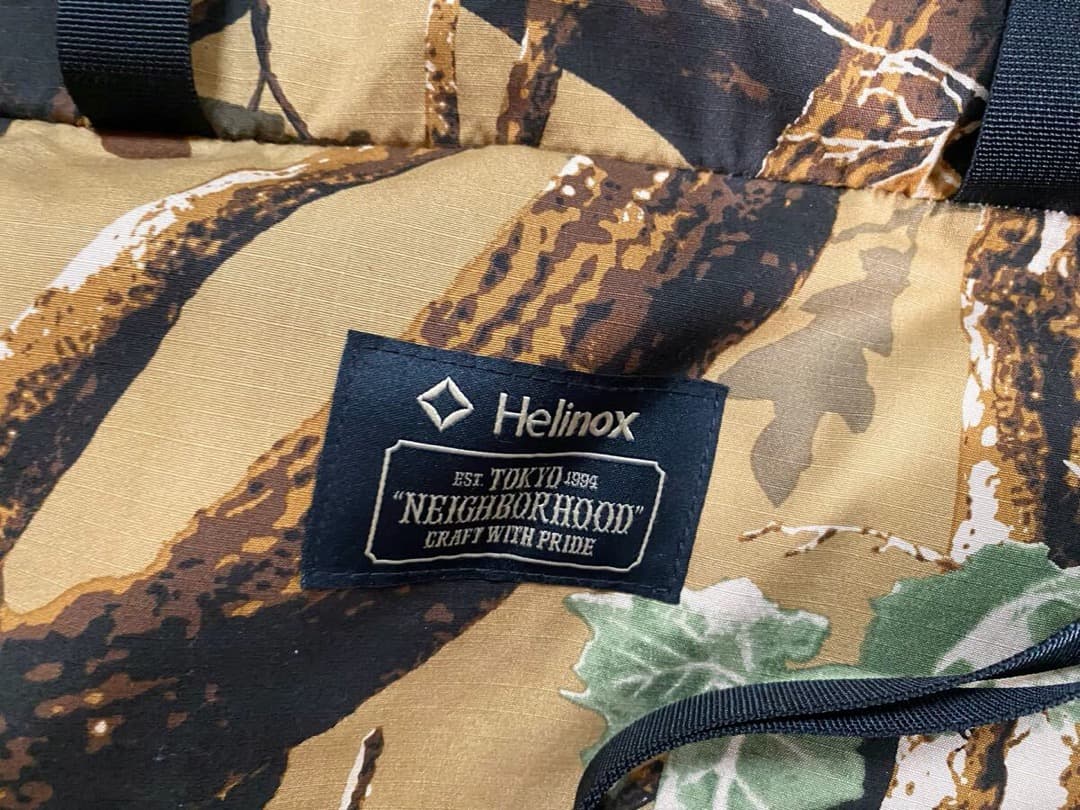 Helinox
EST. TOKYO 1994
"NEIGHBORHOOD"
CRAFT WITH PRIDE